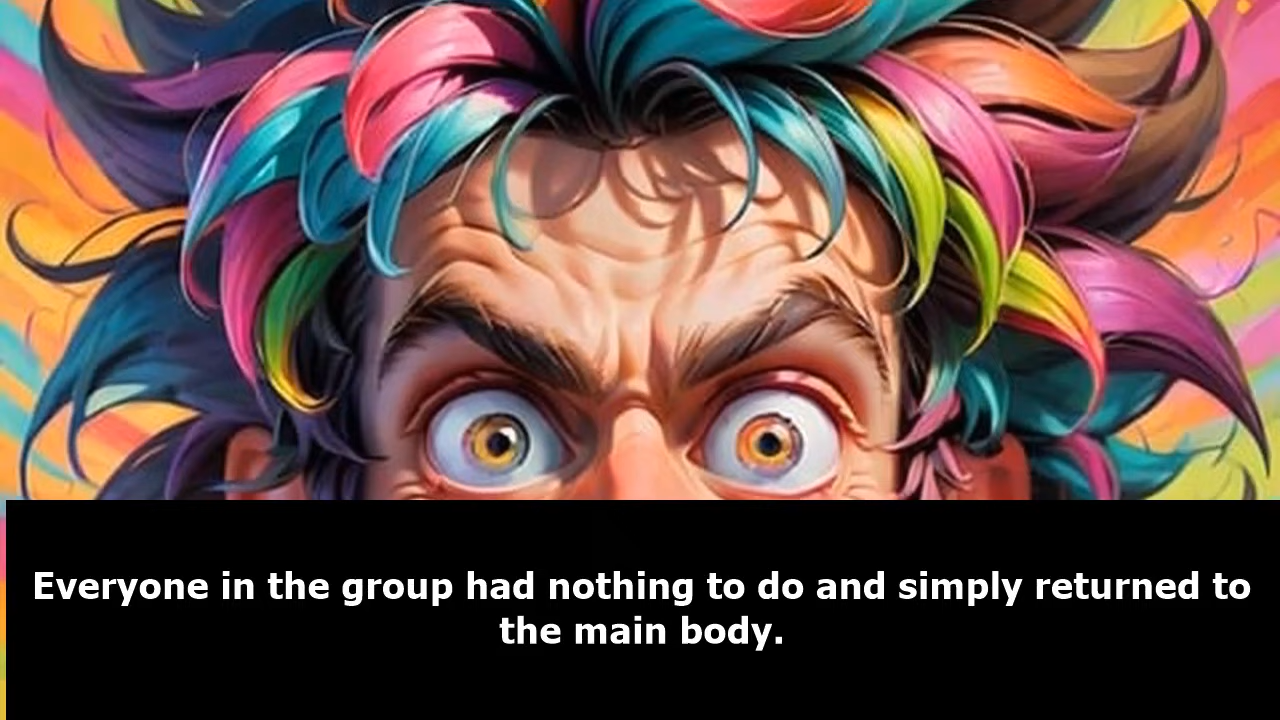 Everyone in the group had nothing to do and simply returned to
the main body.